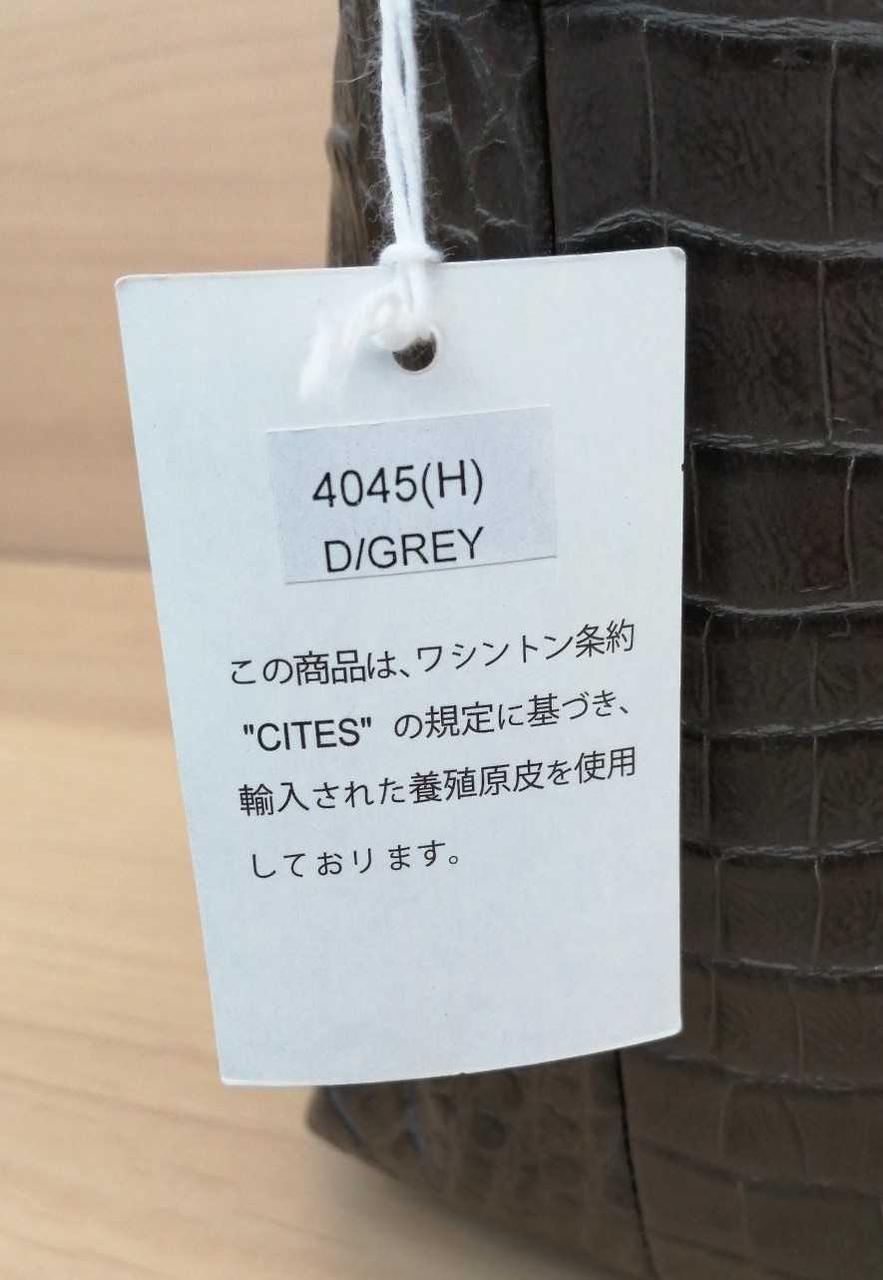 4045(H)
D/GREY
この商品は、ワシントン条約
"CITES" の規定に基づき、
輸入された養殖原皮を使用
しております。